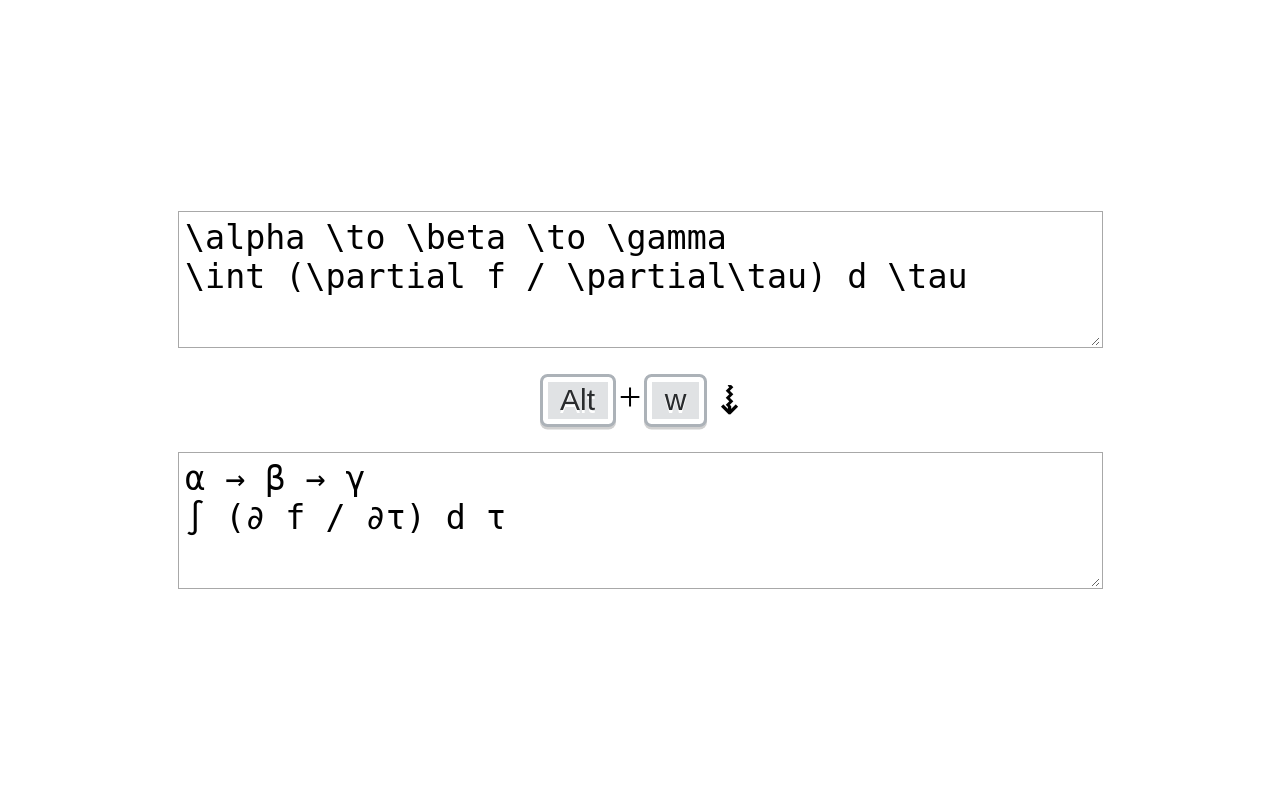 \alpha \to \beta \to \gamma
\int (\partial f / \partial\tau) d \tau
Alt + w ⇝
α → β → γ
∫ (∂ f / ∂τ) d τ